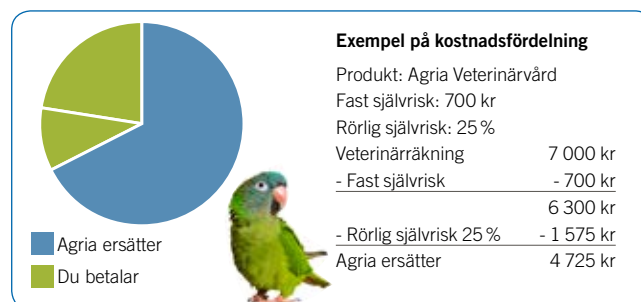 Exempel på kostnadsfördelning
Produkt: Agria Veterinärvård
Fast självrisk: 700 kr
Rörlig självrisk: 25 %
Veterinärräkning 7 000 kr
- Fast självrisk - 700 kr
6 300 kr
- Rörlig självrisk 25 % - 1 575 kr
Agria ersätter 4 725 kr
Agria ersätter
Du betalar